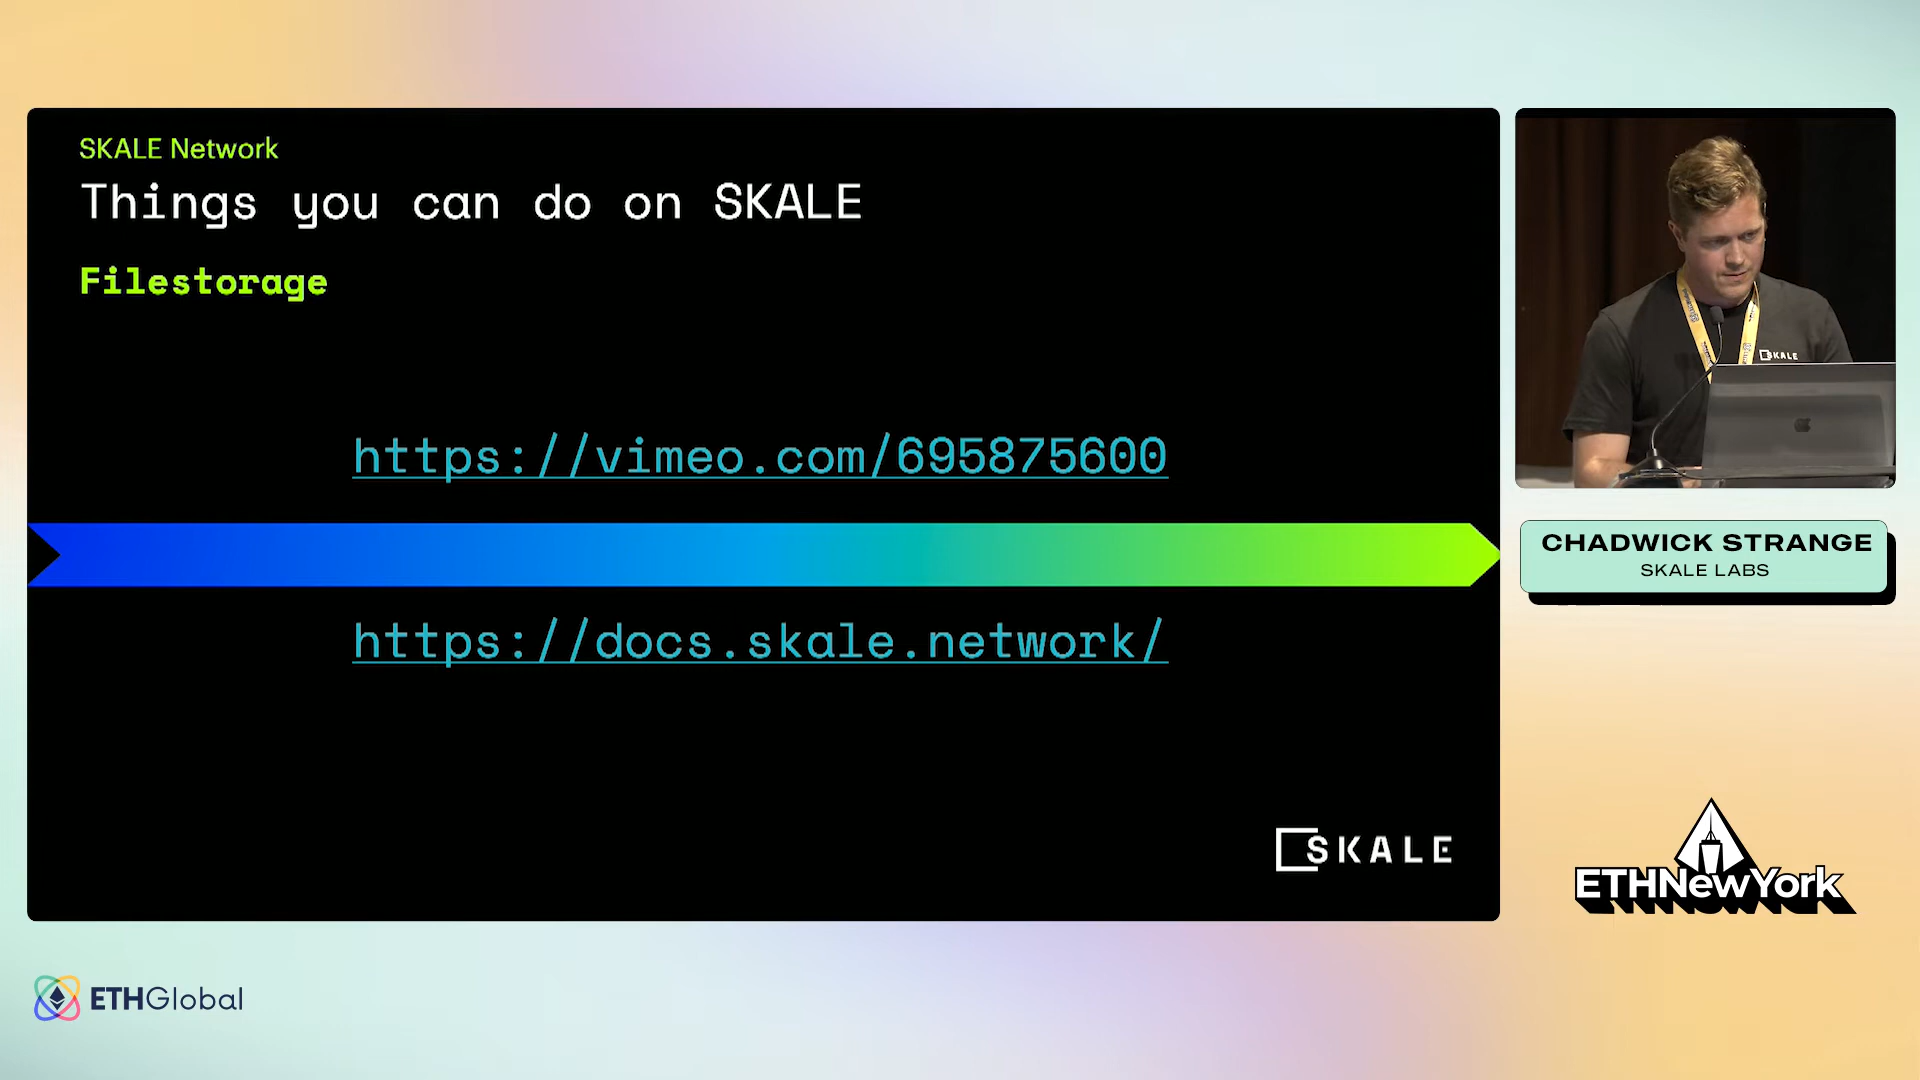 SKALE Network
Things you can do on SKALE
Filestorage
https://vimeo.com/695875600
https://docs.skale.network/
SKALE
SKALE
CHADWICK STRANGE
SKALE LABS
ETHNewYork
ETHGlobal